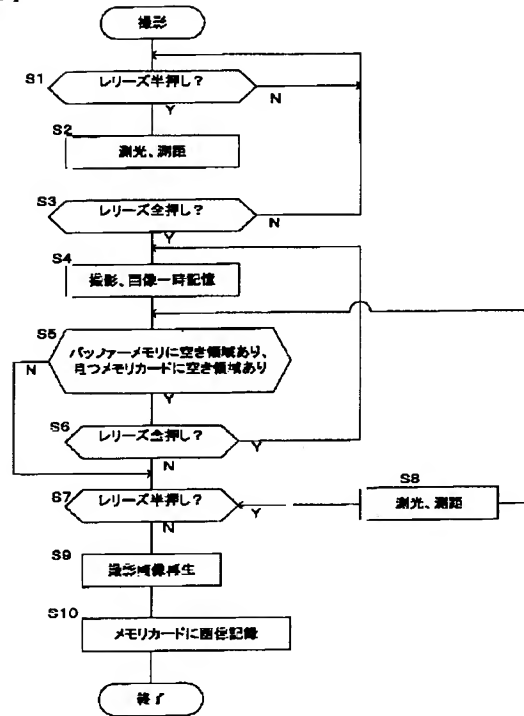 撮影
S1
レリーズ半押し?
N
Y
S2
測光、測距
S3
レリーズ全押し?
N
Y
S4
撮影、画像一時記憶
S5
バッファーメモリに空き領域あり、
且つメモリカードに空き領域あり
N
Y
S6
レリーズ全押し?
Y
N
S7
レリーズ半押し?
Y
N
S8
測光、測距
S9
撮影画像再生
S10
メモリカードに画像記録
終了